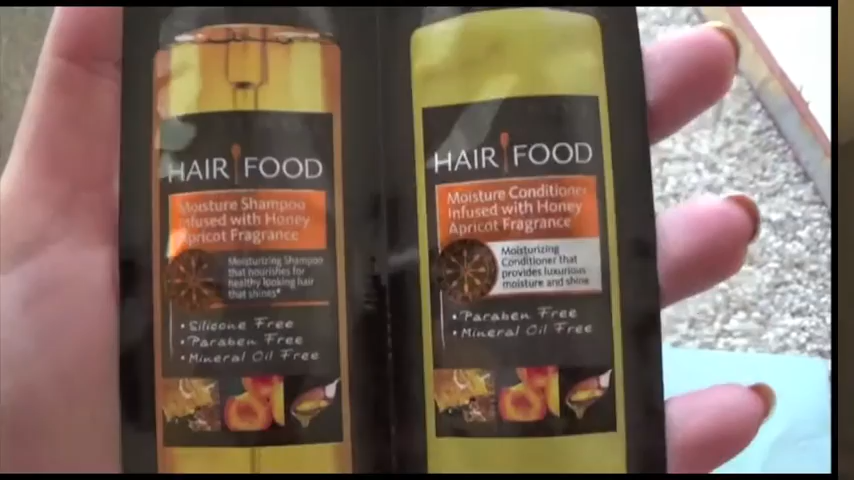 HAIR FOOD
Moisture Shampoo
Infused with Honey
Apricot Fragrance
Moisturizing Shampoo
that nourishes for
healthy looking hair
that shines*
• Silicone Free
• Paraben Free
• Mineral Oil Free
HAIR FOOD
Moisture Conditioner
Infused with Honey
Apricot Fragrance
Moisturizing
Conditioner that
provides luxurious
moisture and shine
• Paraben Free
• Mineral Oil Free